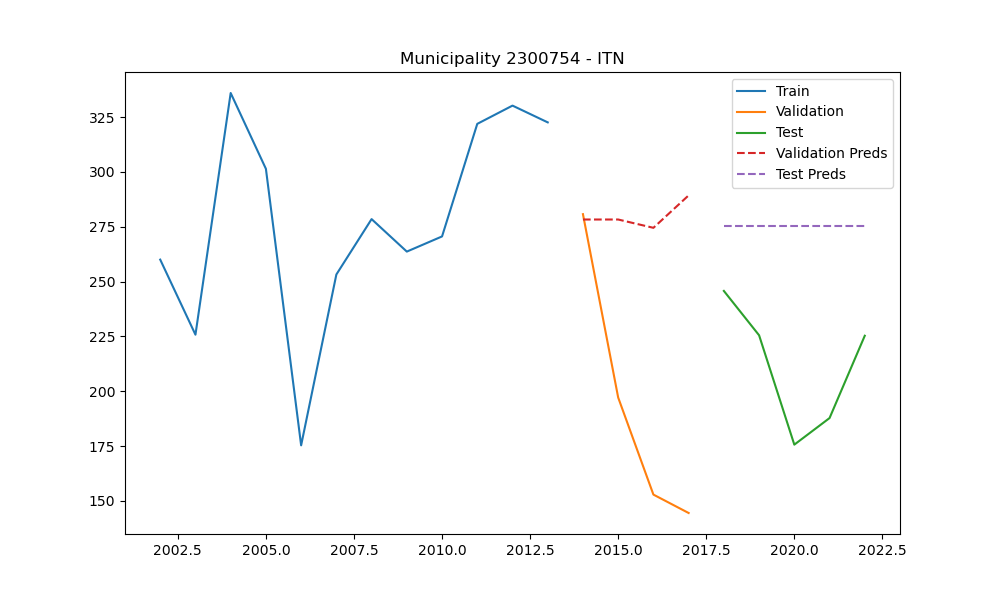 Municipality 2300754 - ITN
Train
Validation
Test
Validation Preds
Test Preds
325
300
275
250
225
200
175
150
2002.5 2005.0 2007.5 2010.0 2012.5 2015.0 2017.5 2020.0 2022.5